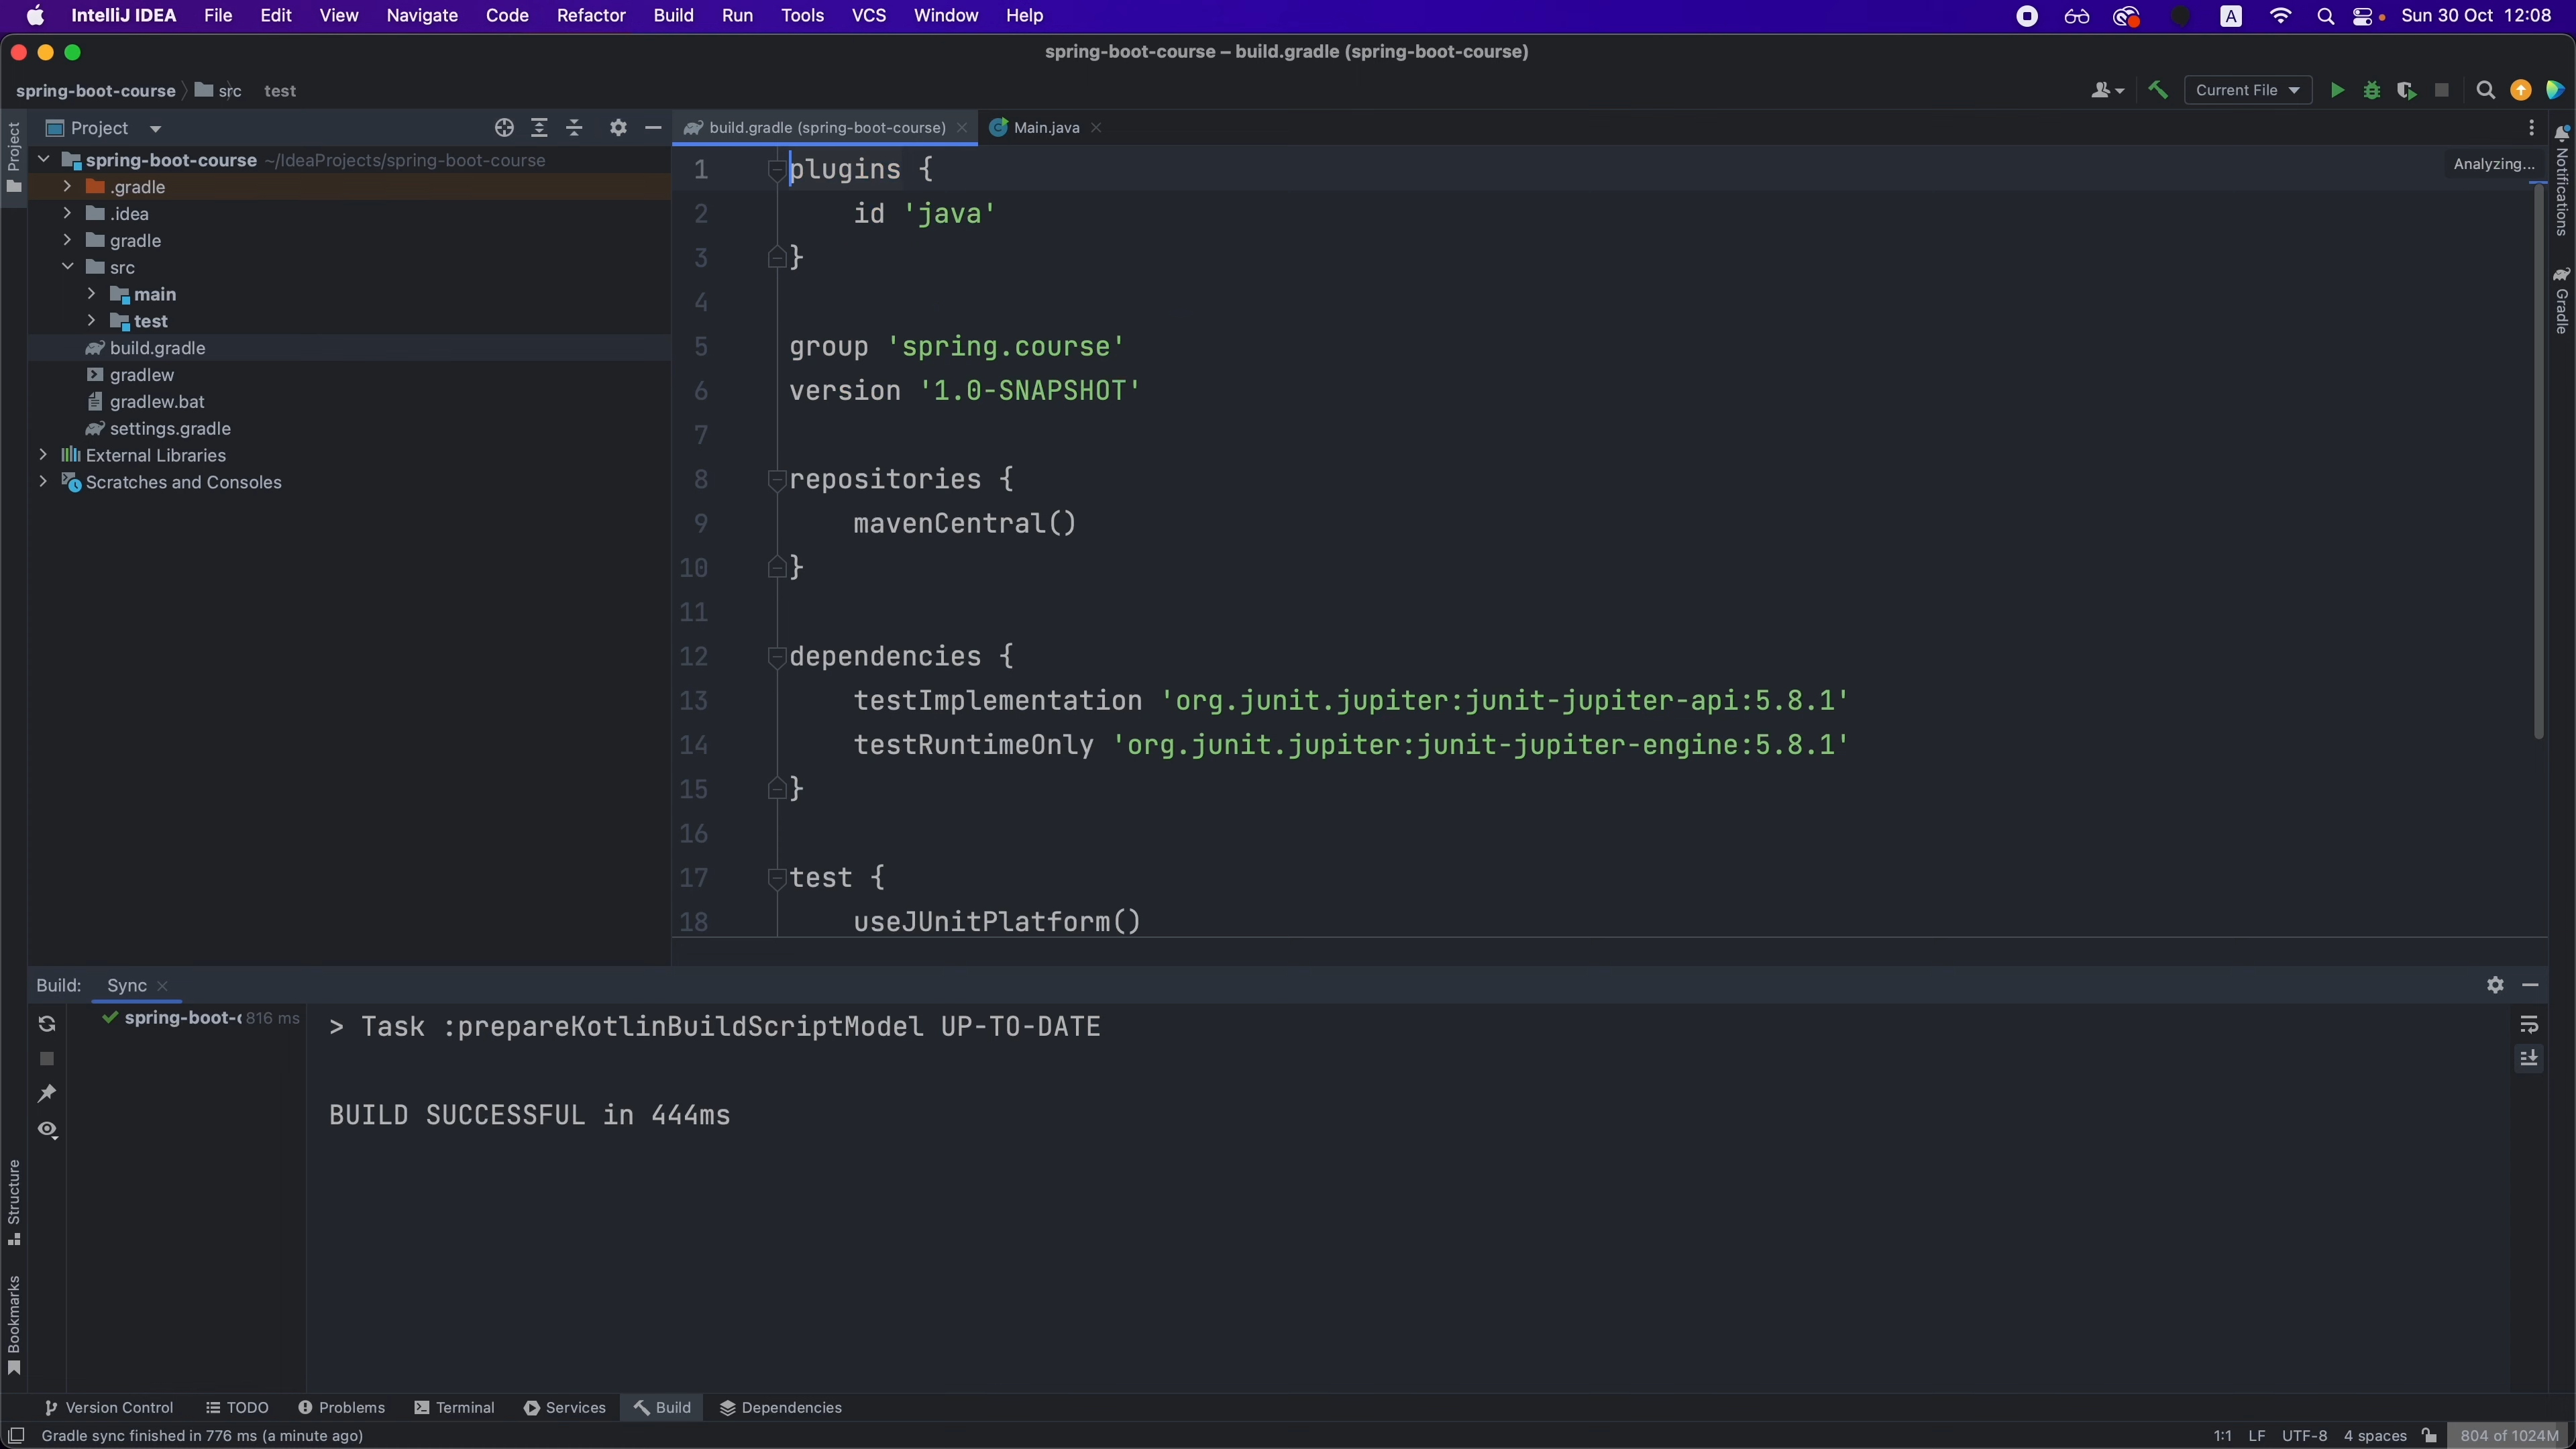 IntelliJ IDEA File Edit View Navigate Code Refactor Build Run Tools VCS Window Help A Sun 30 Oct 12:08
spring-boot-course – build.gradle (spring-boot-course)
spring-boot-course src test Current File
Project build.gradle (spring-boot-course) Main.java
Project
Notifications
Gradle
Structure
Bookmarks
spring-boot-course ~/IdeaProjects/spring-boot-course
.gradle
.idea
gradle
src
main
test
build.gradle
gradlew
gradlew.bat
settings.gradle
External Libraries
Scratches and Consoles
Analyzing...
1 plugins {
2 id 'java'
3 }
4
5 group 'spring.course'
6 version '1.0-SNAPSHOT'
7
8 repositories {
9 mavenCentral()
10 }
11
12 dependencies {
13 testImplementation 'org.junit.jupiter:junit-jupiter-api:5.8.1'
14 testRuntimeOnly 'org.junit.jupiter:junit-jupiter-engine:5.8.1'
15 }
16
17 test {
18 useJUnitPlatform()
Build: Sync
spring-boot-c 816 ms
> Task :prepareKotlinBuildScriptModel UP-TO-DATE
BUILD SUCCESSFUL in 444ms
Version Control TODO Problems Terminal Services Build Dependencies
Gradle sync finished in 776 ms (a minute ago) 1:1 LF UTF-8 4 spaces 804 of 1024M